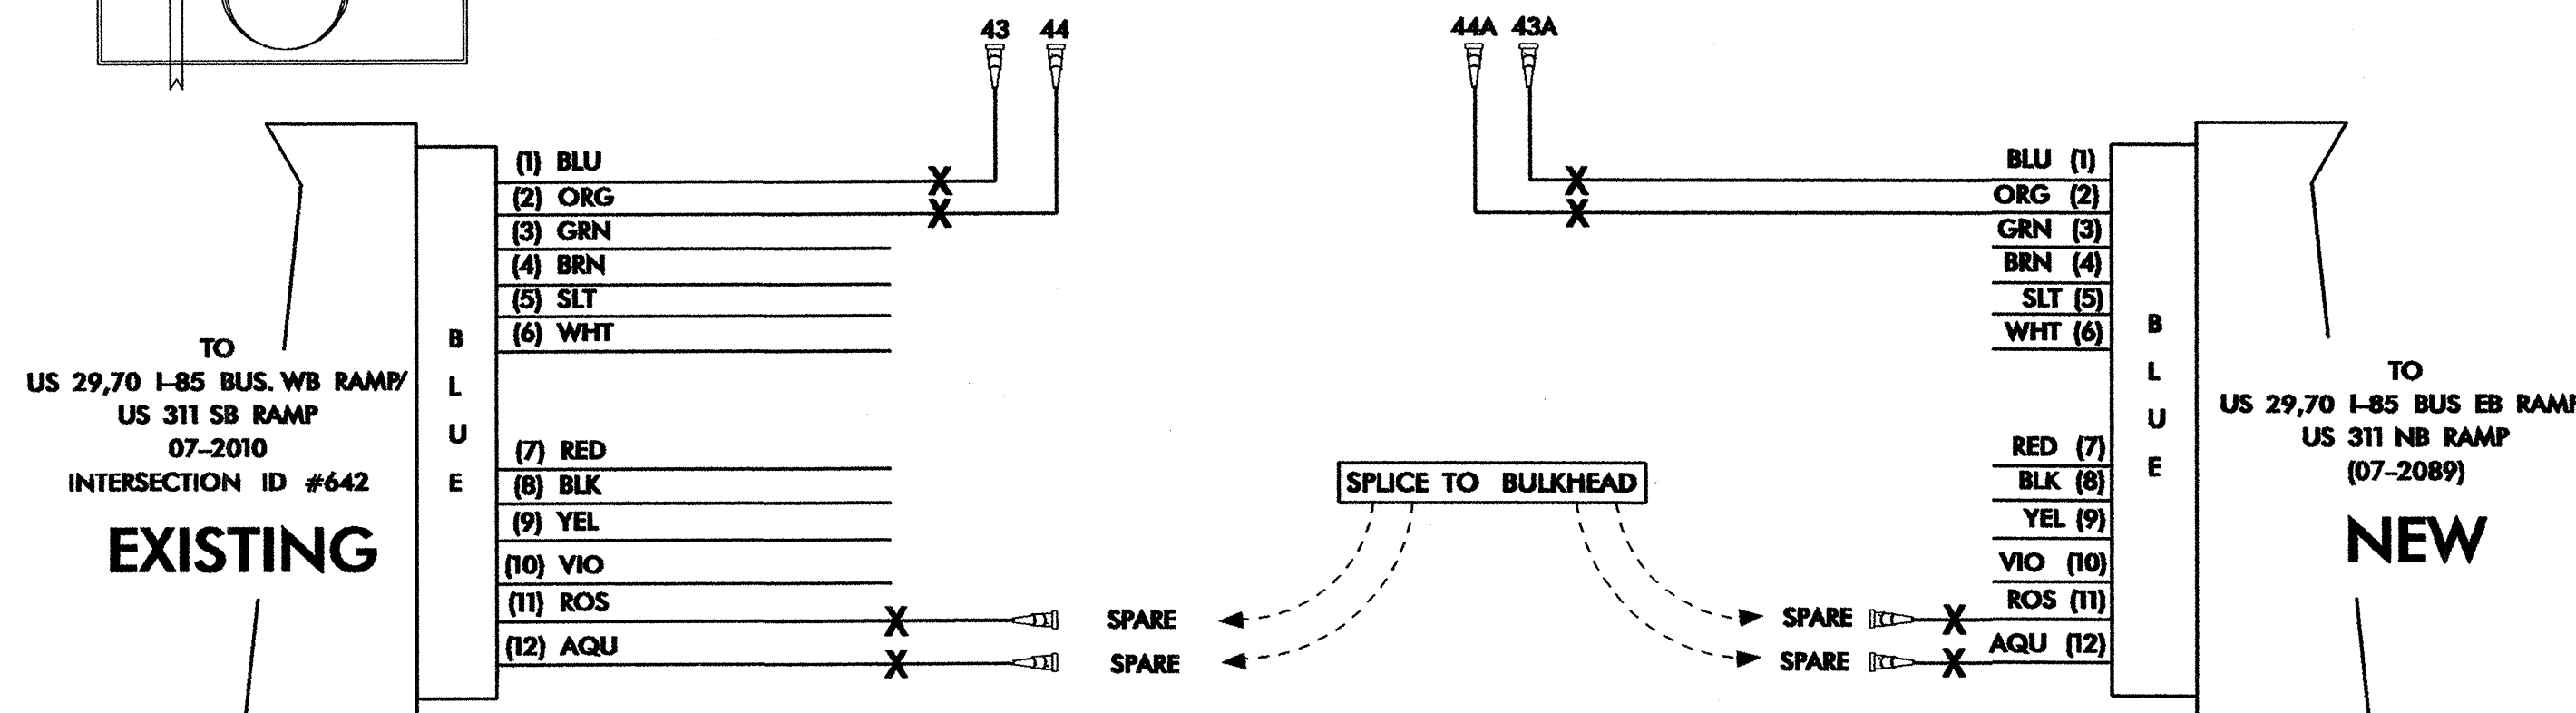 43 44
44A 43A
(1) BLU
(2) ORG
(3) GRN
(4) BRN
(5) SLT
(6) WHT
(7) RED
(8) BLK
(9) YEL
(10) VIO
(11) ROS
(12) AQU
B
L
U
E
TO
US 29,70 I-85 BUS. WB RAMP/
US 311 SB RAMP
07-2010
INTERSECTION ID #642
EXISTING
X
X
X
X
SPARE
SPARE
SPLICE TO BULKHEAD
X
X
SPARE
SPARE
X
X
BLU (1)
ORG (2)
GRN (3)
BRN (4)
SLT (5)
WHT (6)
RED (7)
BLK (8)
YEL (9)
VIO (10)
ROS (11)
AQU (12)
B
L
U
E
TO
US 29,70 I-85 BUS EB RAM
US 311 NB RAMP
(07-2089)
NEW